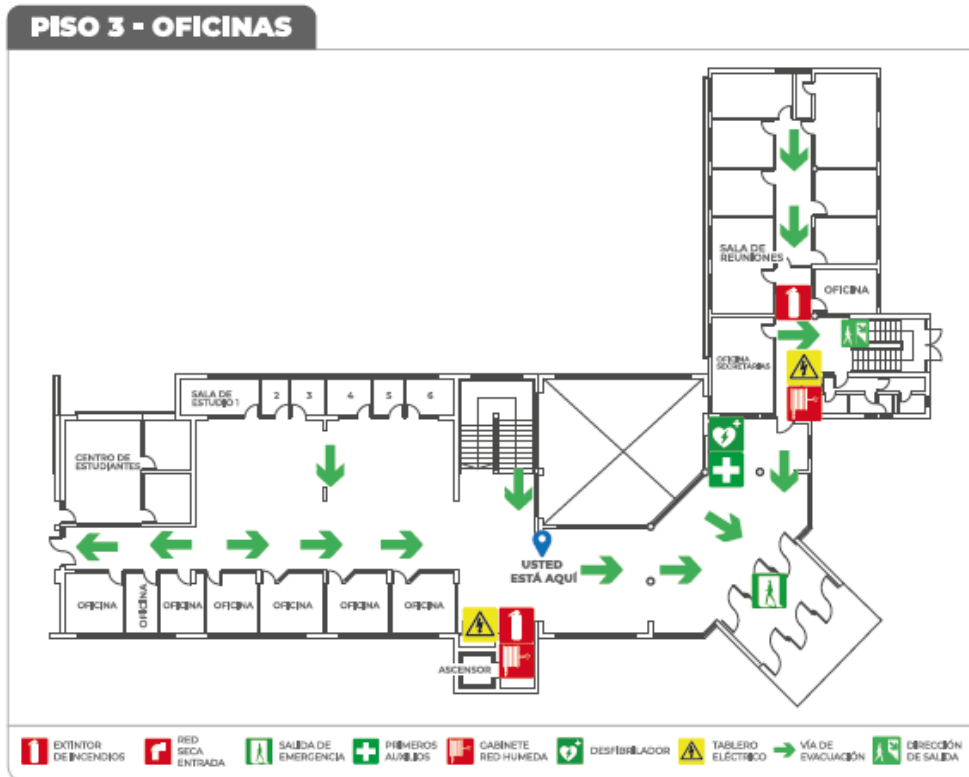 PISO 3 - OFICINAS
SALA DE
REUNIONES
OFICINA
OFICINA
SECRETARIAS
SALA DE
ESTUDIO 1
2
3
4
5
6
CENTRO DE
ESTUDIANTES
USTED
ESTÁ AQUÍ
OFICINA
OFICINA
OFICINA
OFICINA
OFICINA
OFICINA
OFICINA
ASCENSOR
EXTINTOR
DE INCENDIOS
RED
SECA
ENTRADA
SALIDA DE
EMERGENCIA
PRIMEROS
AUXILIOS
GABINETE
RED HUMEDA
DESFIBRILADOR
TABLERO
ELÉCTRICO
VÍA DE
EVACUACIÓN
DIRECCIÓN
DE SALIDA